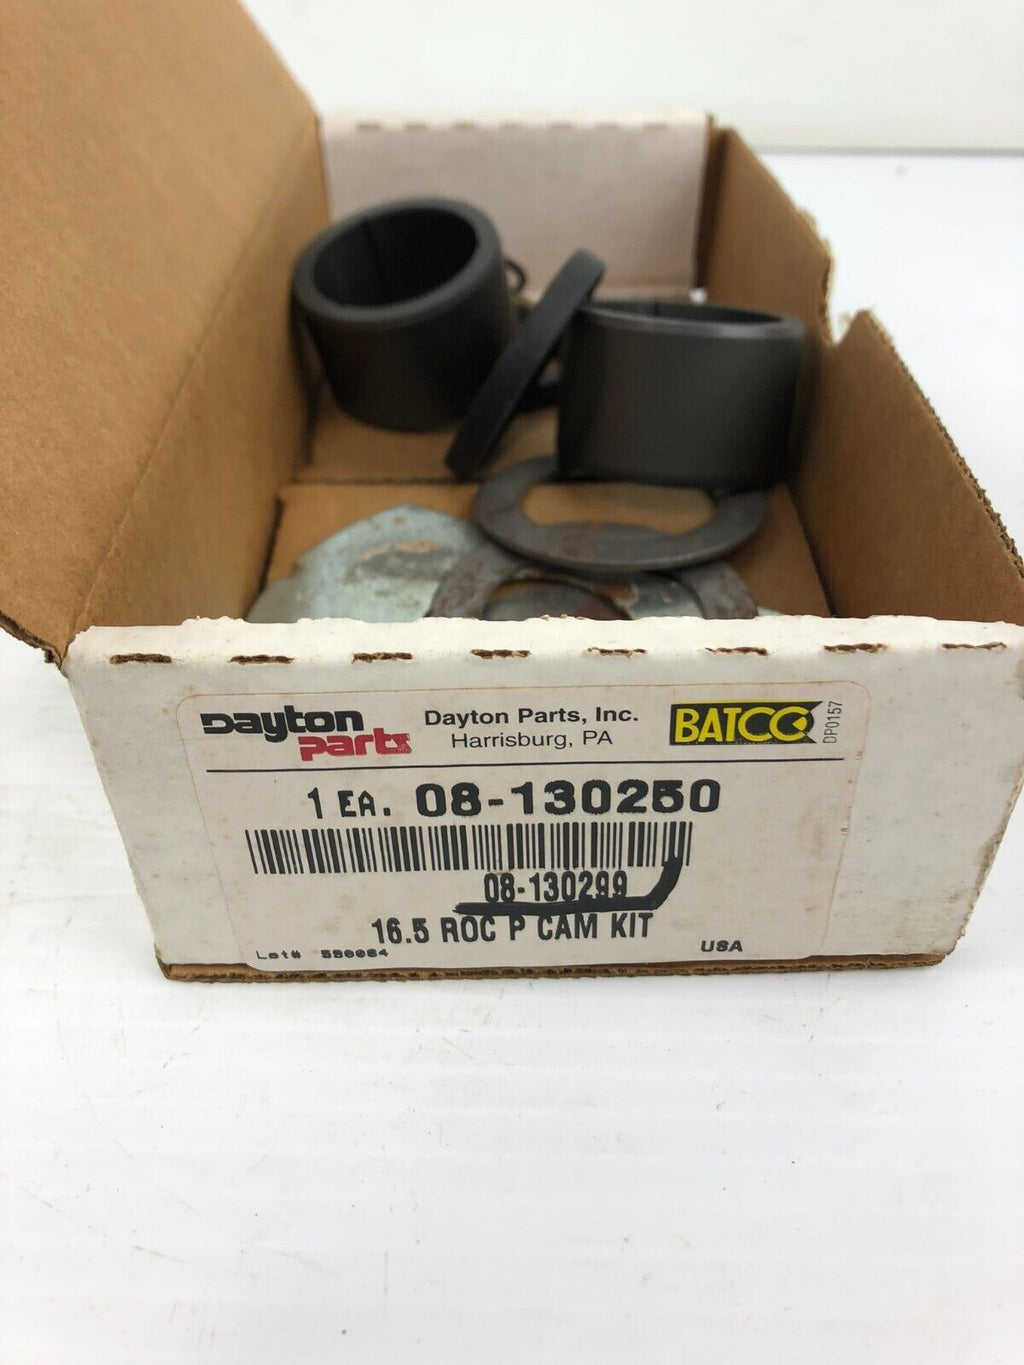 Dayton Parts
Dayton Parts, Inc.
Harrisburg, PA
BATCO
DP0157
1 EA. 08-130250
08-130299
16.5 ROC P CAM KIT
USA